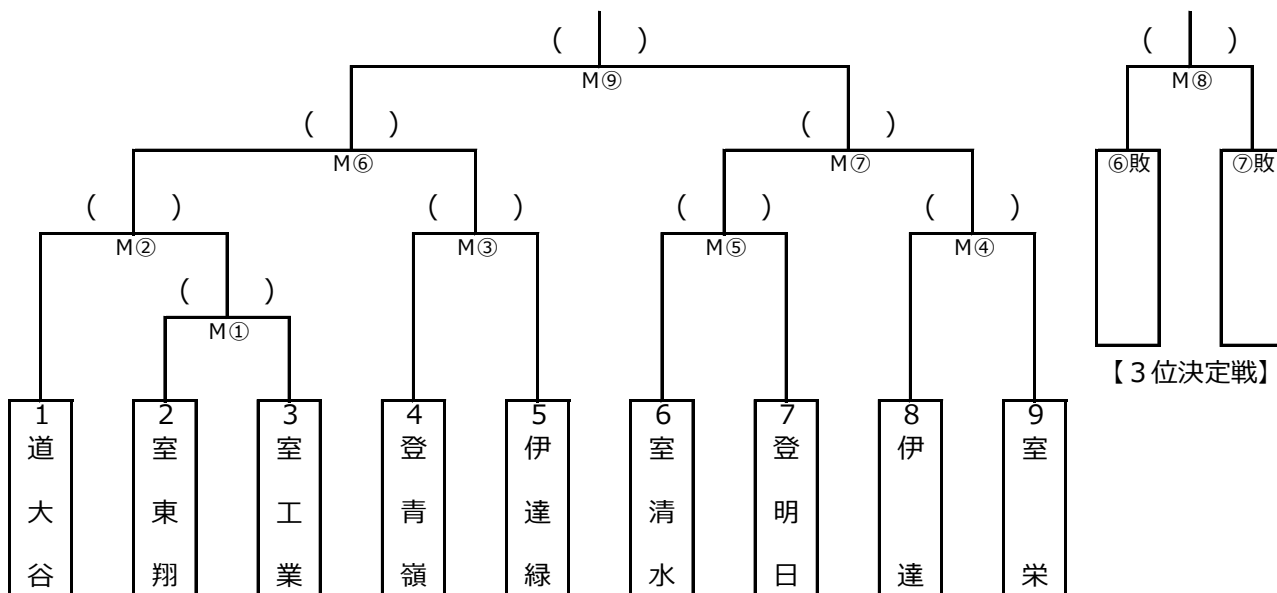 (　　) (　　)
M⑨ M⑧
(　　) (　　)
M⑥ M⑦ ⑥敗 ⑦敗
(　　) (　　) (　　) (　　)
M② M③ M⑤ M④
(　　)
M①
【３位決定戦】
1 道大谷
2 室東翔
3 室工業
4 登青嶺
5 伊達緑
6 室清水
7 登明日
8 伊達
9 室栄